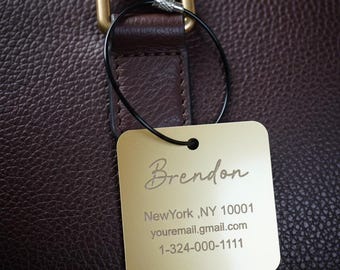 Brendon
NewYork ,NY 10001
youremail.gmail.com
1-324-000-1111